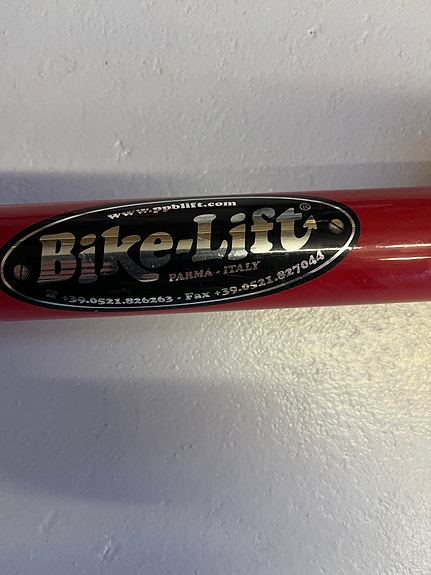 www.ppblift.com
Bike-Lift®
PARMA - ITALY
☎ +39.0521.826263 - Fax +39.0521.827044